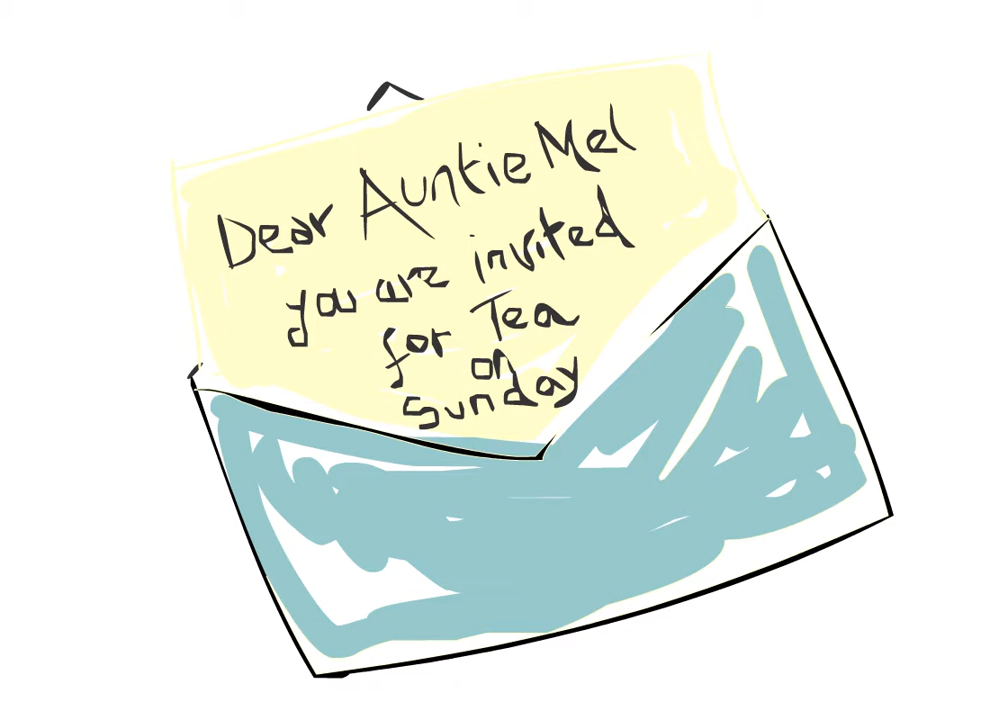 Dear Auntie Mel
you are invited
for Tea
on
Sunday